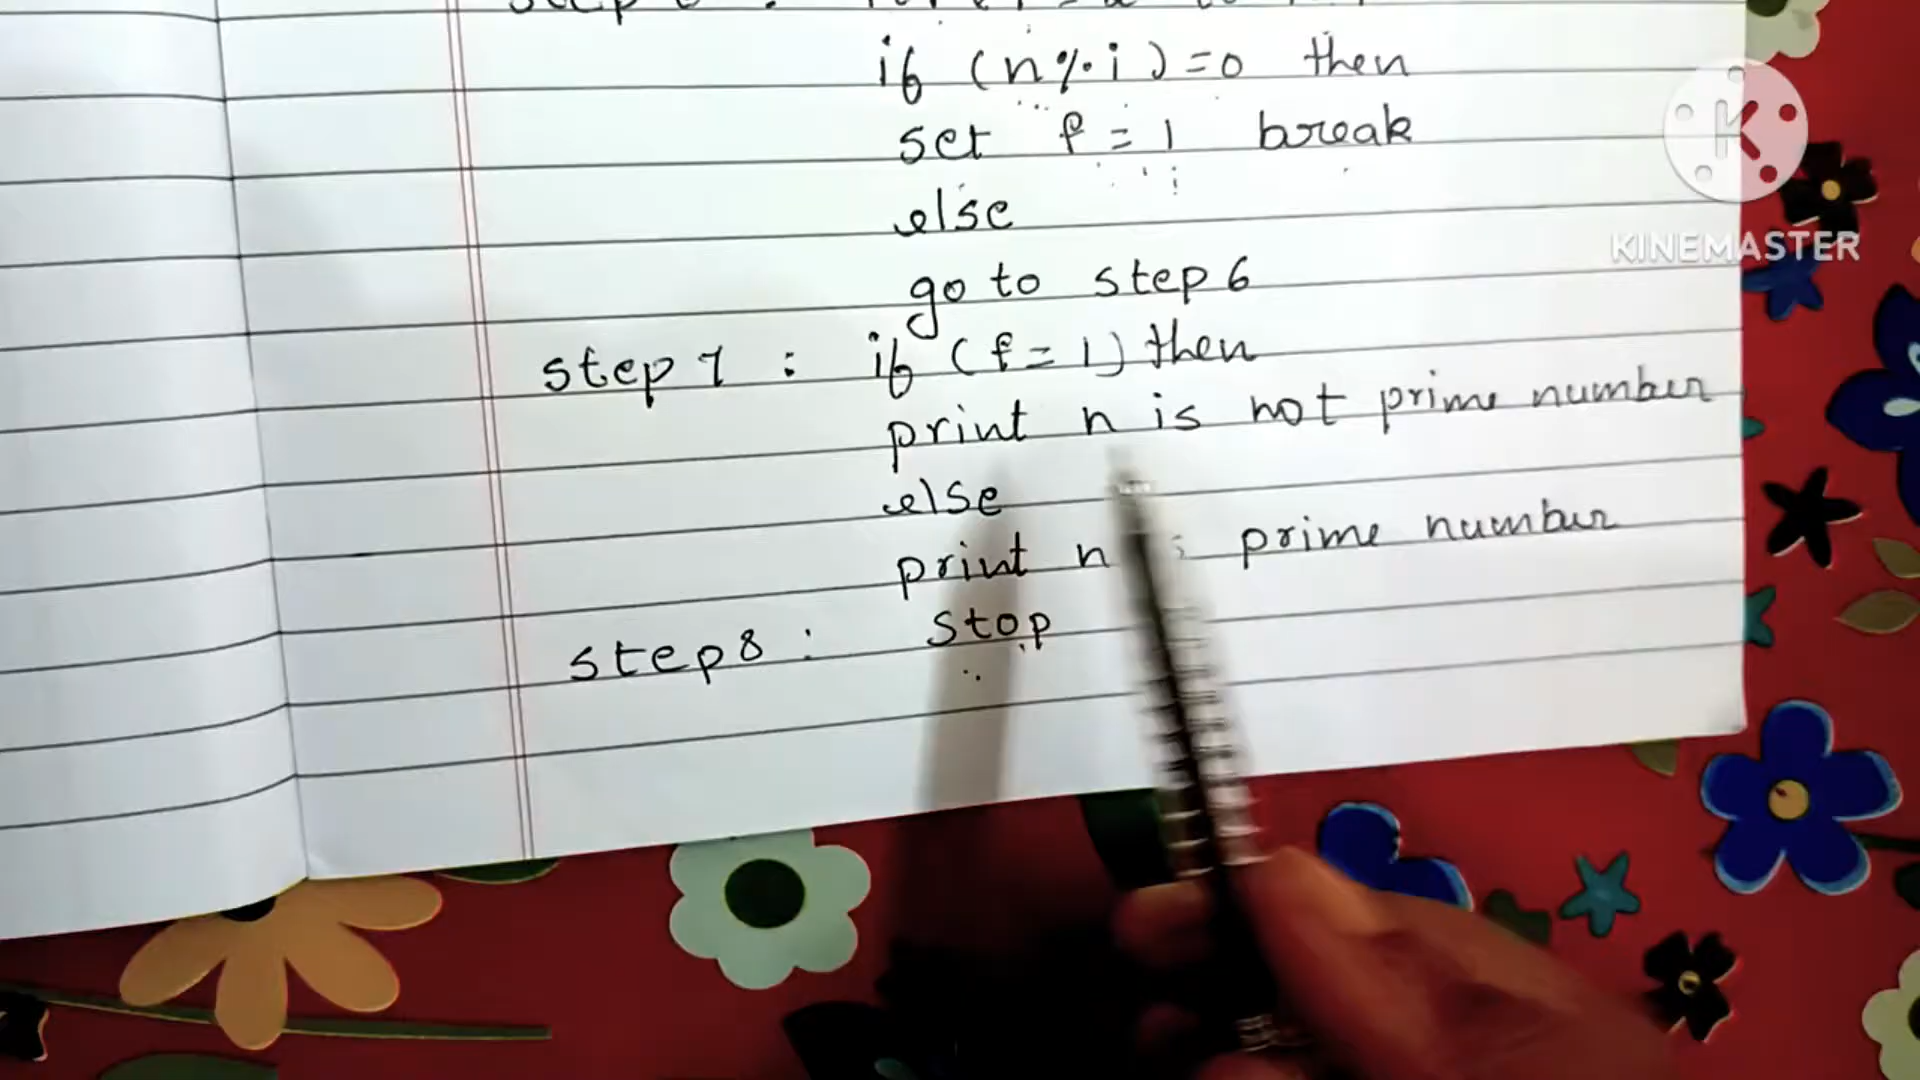 if (n%i)=0 then
set f=1 break
else
go to step 6
step 7 : if (f=1) then
print n is not prime number
else
print n prime number
step 8 : stop
KINEMASTER